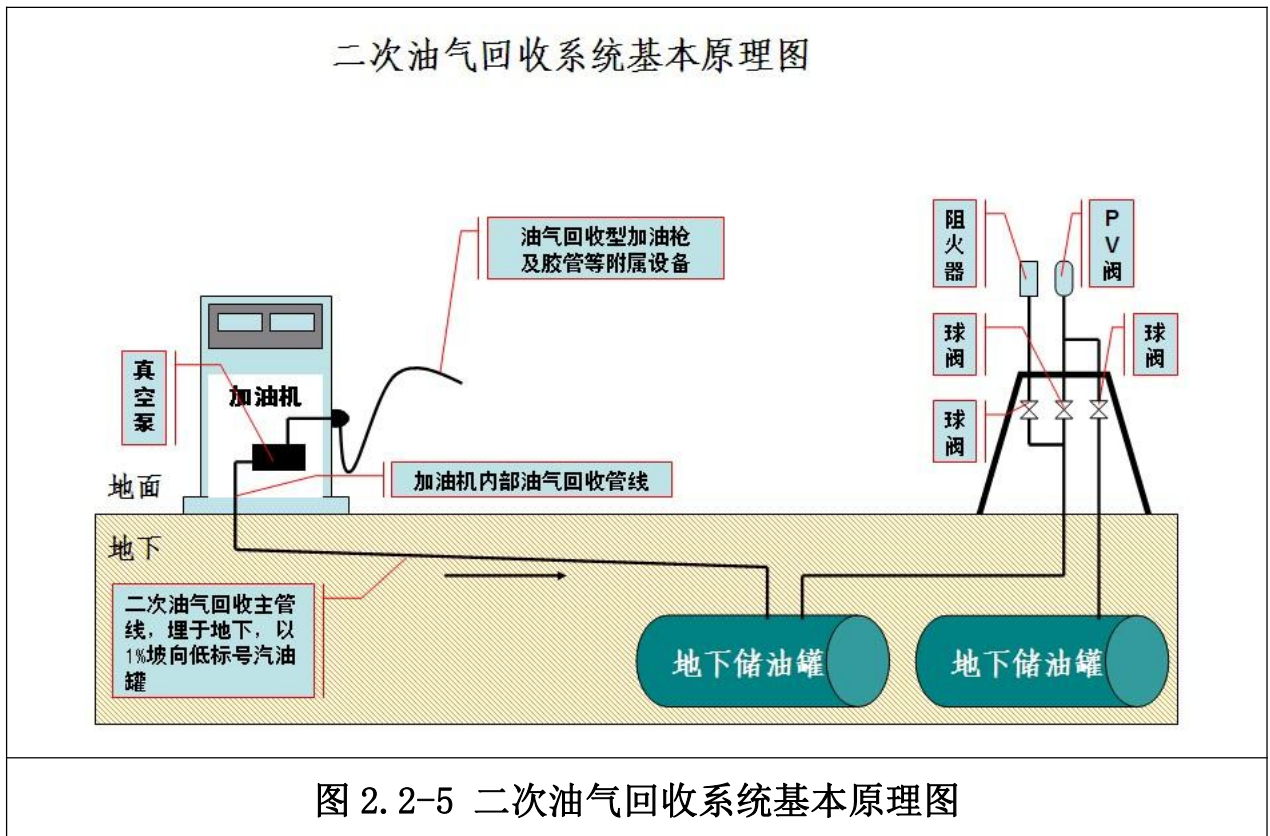 二次油气回收系统基本原理图
油气回收型加油枪
及胶管等附属设备
阻
火
器
P
V
阀
球
阀
球
阀
真
空
泵
加油机
球
阀
加油机内部油气回收管线
地面
地下
二次油气回收主管
线，埋于地下，以
1%坡向低标号汽油
罐
地下储油罐
地下储油罐
图 2.2-5 二次油气回收系统基本原理图